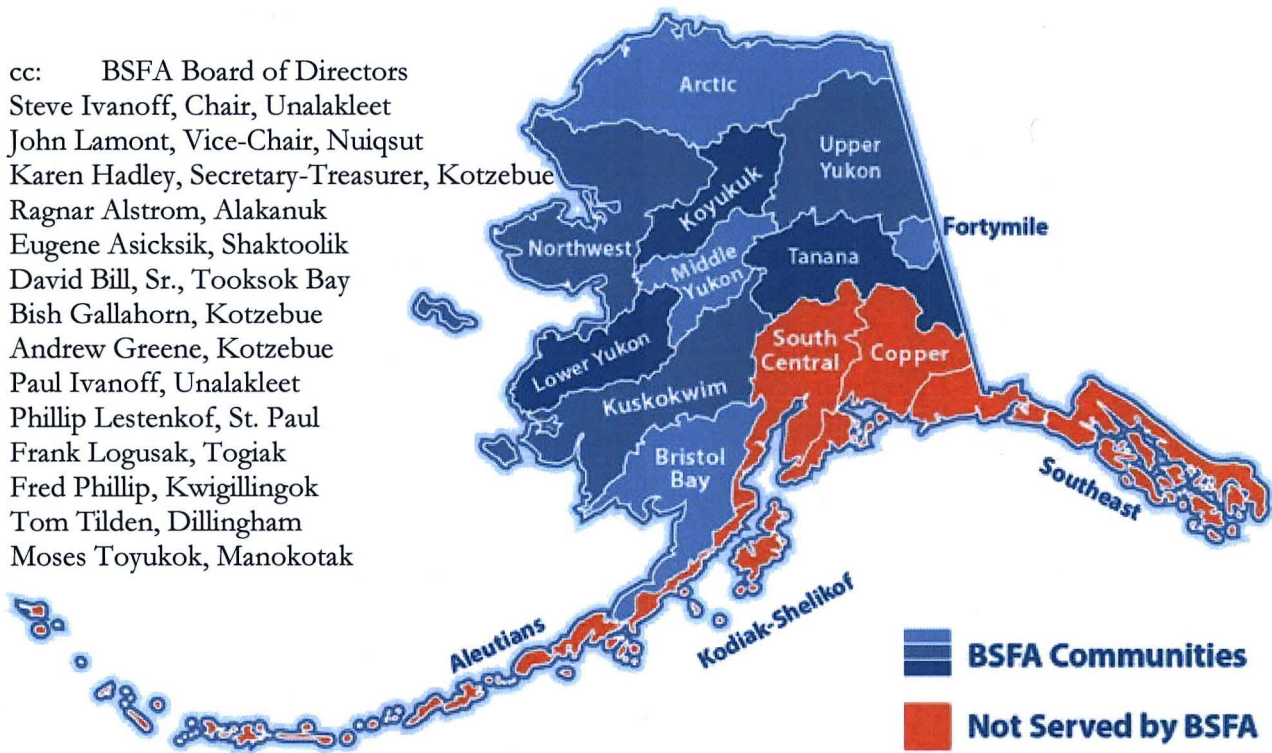 cc: BSFA Board of Directors
Steve Ivanoff, Chair, Unalakleet
John Lamont, Vice-Chair, Nuiqsut
Karen Hadley, Secretary-Treasurer, Kotzebue
Ragnar Alstrom, Alakanuk
Eugene Asicksik, Shaktoolik
David Bill, Sr., Tooksok Bay
Bish Gallahorn, Kotzebue
Andrew Greene, Kotzebue
Paul Ivanoff, Unalakleet
Phillip Lestenkof, St. Paul
Frank Logusak, Togiak
Fred Phillip, Kwigillingok
Tom Tilden, Dillingham
Moses Toyukok, Manokotak
Arctic
Upper
Yukon
Koyukuk
Fortymile
Northwest
Middle
Yukon
Tanana
Lower Yukon
South
Central
Copper
Kuskokwim
Bristol
Bay
Southeast
Kodiak-Shelikof
Aleutians
BSFA Communities
Not Served by BSFA